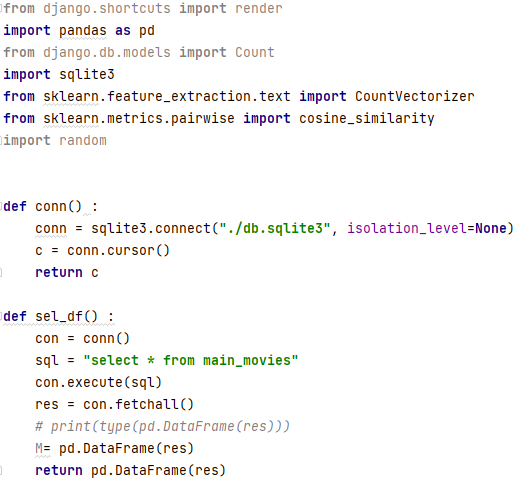 from django.shortcuts import render
import pandas as pd
from django.db.models import Count
import sqlite3
from sklearn.feature_extraction.text import CountVectorizer
from sklearn.metrics.pairwise import cosine_similarity
import random
def conn() :
    conn = sqlite3.connect("./db.sqlite3", isolation_level=None)
    c = conn.cursor()
    return c
def sel_df() :
    con = conn()
    sql = "select * from main_movies"
    con.execute(sql)
    res = con.fetchall()
    # print(type(pd.DataFrame(res)))
    M= pd.DataFrame(res)
    return pd.DataFrame(res)